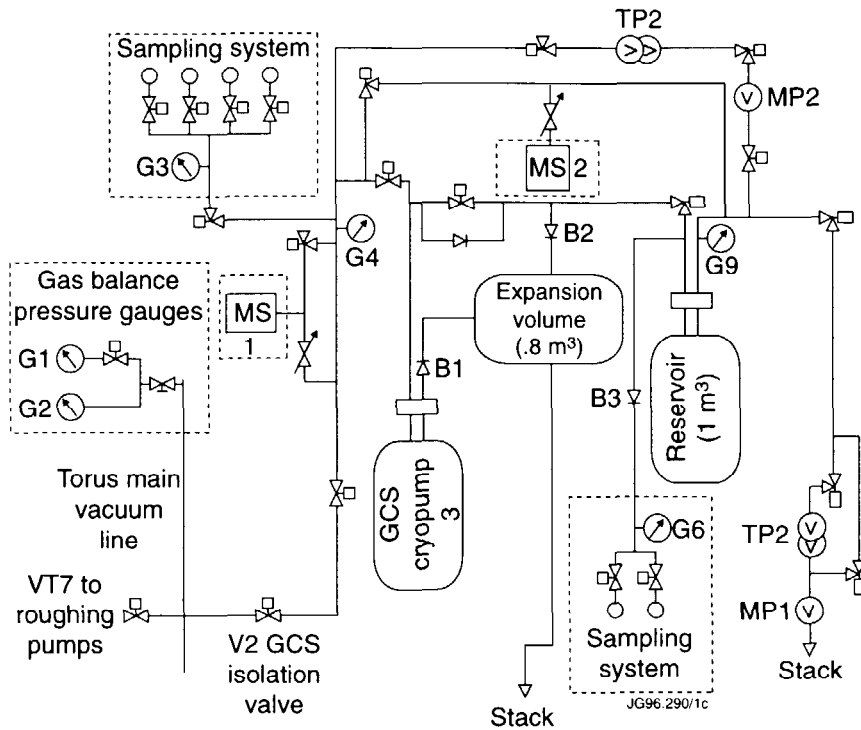 TP2
Sampling system
MP2
G3
MS 2
G4
B2
G9
Gas balance
pressure gauges
MS
1
Expansion
volume
(.8 m³)
G1
B1
G2
B3
Reservoir
(1 m³)
GCS
cryopump
3
Torus main
vacuum
line
G6
TP2
VT7 to
roughing
pumps
MP1
V2 GCS
isolation
valve
Sampling
system
Stack
JG96.290/1c
Stack